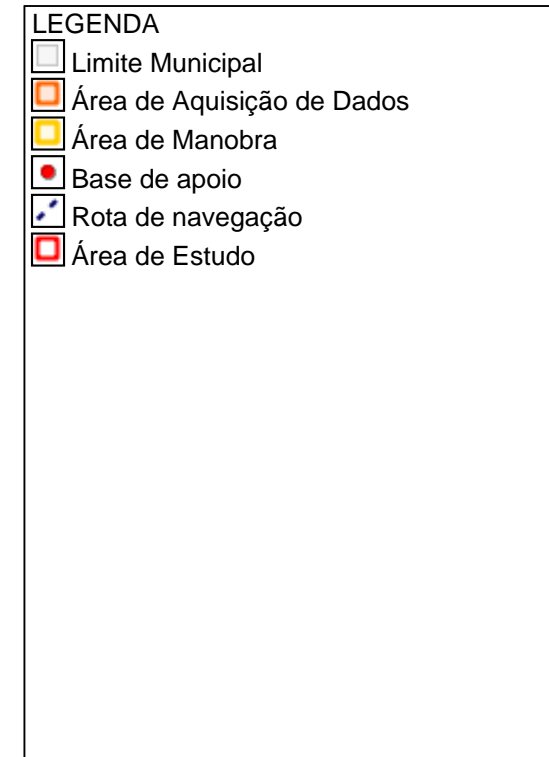 LEGENDA
Limite Municipal
Área de Aquisição de Dados
Área de Manobra
Base de apoio
Rota de navegação
Área de Estudo